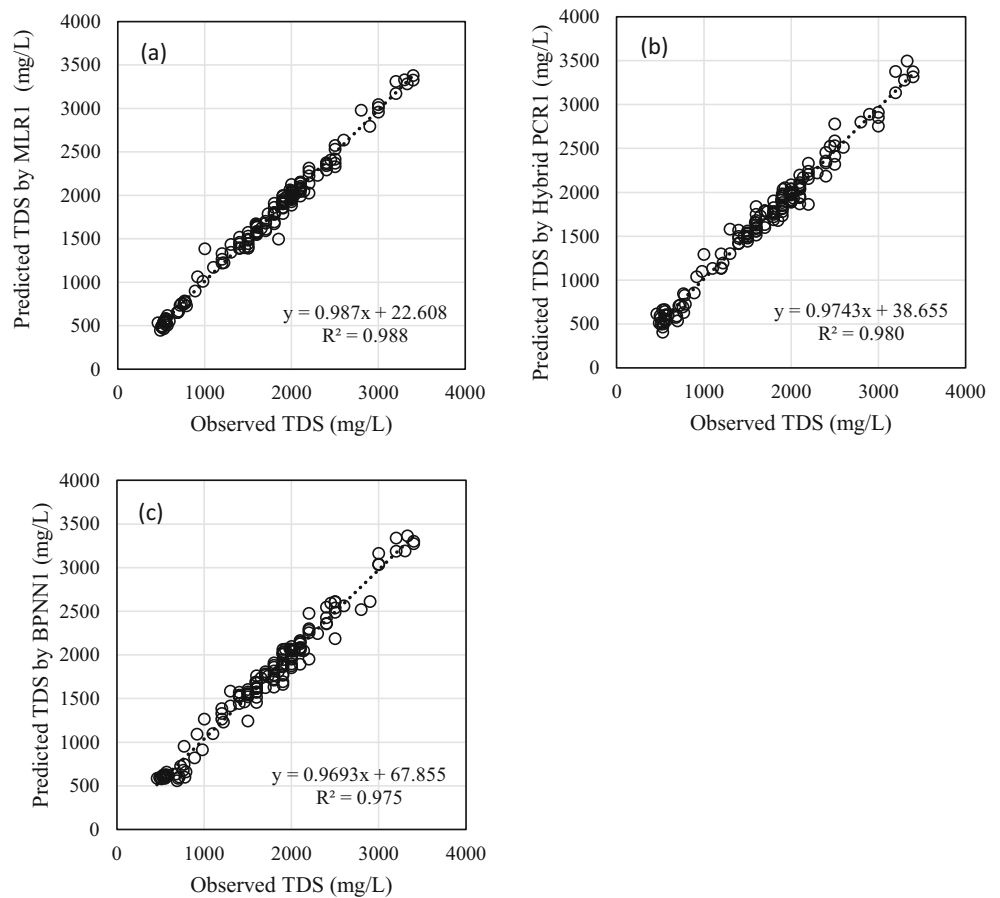 (a)
Predicted TDS by MLR1 (mg/L)
4000
3500
3000
2500
2000
1500
1000
500
0
y = 0.987x + 22.608
R² = 0.988
0 1000 2000 3000 4000
Observed TDS (mg/L)
(b)
Predicted TDS by Hybrid PCR1 (mg/L)
4000
3500
3000
2500
2000
1500
1000
500
0
y = 0.9743x + 38.655
R² = 0.980
0 1000 2000 3000 4000
Observed TDS (mg/L)
(c)
Predicted TDS by BPNN1 (mg/L)
4000
3500
3000
2500
2000
1500
1000
500
0
y = 0.9693x + 67.855
R² = 0.975
0 1000 2000 3000 4000
Observed TDS (mg/L)